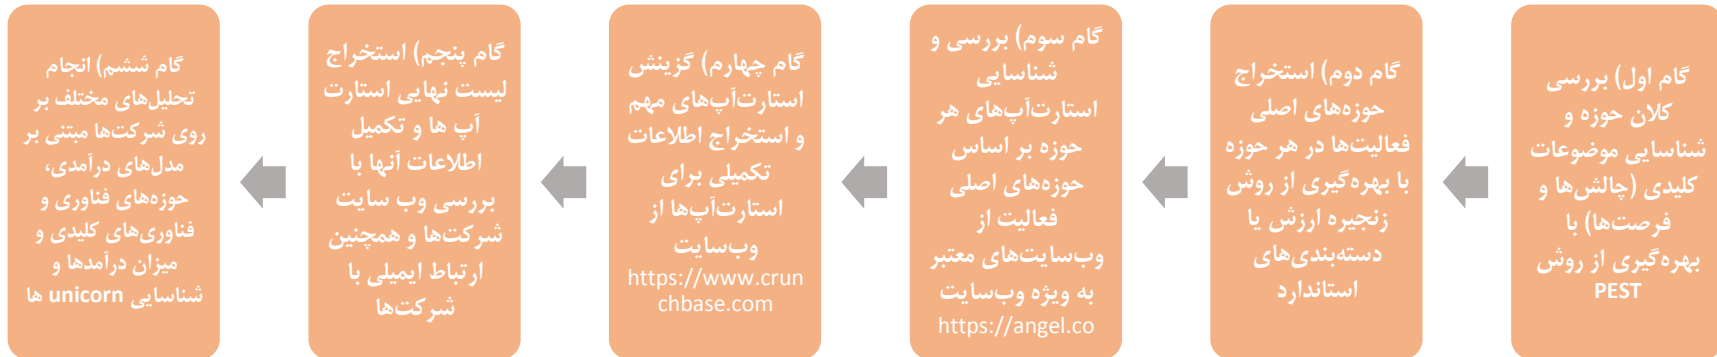 گام اول) بررسی
کلان حوزه و
شناسایی موضوعات
کلیدی (چالش‌ها و
فرصت‌ها) با
بهره‌گیری از روش
PEST
گام دوم) استخراج
حوزه‌های اصلی
فعالیت‌ها در هر حوزه
با بهره‌گیری از روش
زنجیره ارزش یا
دسته‌بندی‌های
استاندارد
گام سوم) بررسی و
شناسایی
استارت‌آپ‌های هر
حوزه بر اساس
حوزه‌های اصلی
فعالیت از
وب‌سایت‌های معتبر
به ویژه وب‌سایت
https://angel.co
گام چهارم) گزینش
استارت‌آپ‌های مهم
و استخراج اطلاعات
تکمیلی برای
استارت‌آپ‌ها از
وب‌سایت
https://www.crun
chbase.com
گام پنجم) استخراج
لیست نهایی استارت
آپ ها و تکمیل
اطلاعات آنها با
بررسی وب سایت
شرکت‌ها و همچنین
ارتباط ایمیلی با
شرکت‌ها
گام ششم) انجام
تحلیل‌های مختلف بر
روی شرکت‌ها مبتنی بر
مدل‌های درآمدی،
حوزه‌های فناوری و
فناوری‌های کلیدی و
میزان درآمدها و
شناسایی unicorn ها